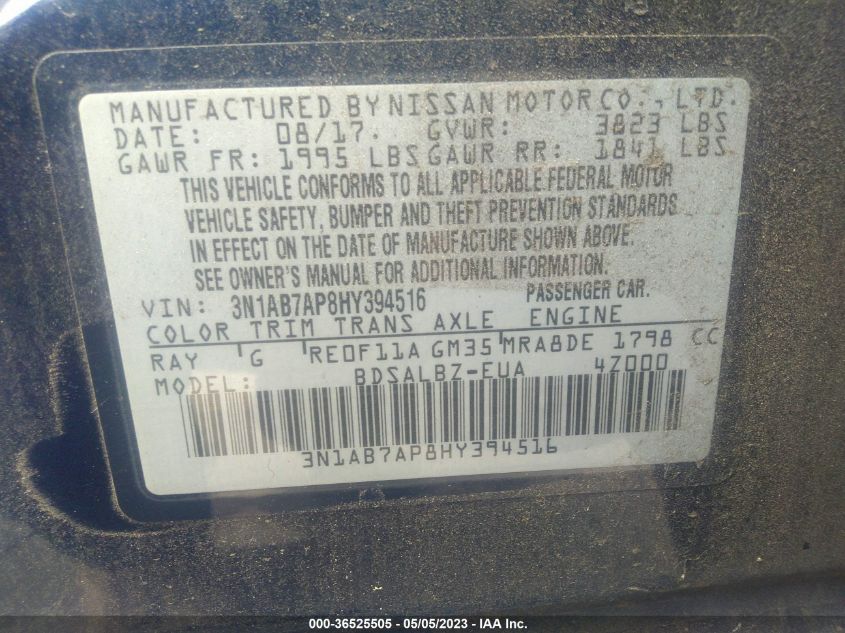 MANUFACTURED BY NISSAN MOTOR CO., LTD.
DATE: 08/17. GVWR: 3823 LBS
GAWR FR: 1995 LBS GAWR RR: 1841 LBS
THIS VEHICLE CONFORMS TO ALL APPLICABLE FEDERAL MOTOR
VEHICLE SAFETY, BUMPER AND THEFT PREVENTION STANDARDS
IN EFFECT ON THE DATE OF MANUFACTURE SHOWN ABOVE.
SEE OWNER'S MANUAL FOR ADDITIONAL INFORMATION.
VIN: 3N1AB7AP8HY394516 PASSENGER CAR.
COLOR TRIM TRANS AXLE ENGINE
RAY G RE0F11A GM35 MRA8DE 1798 CC
MODEL: BDSALBZ-EUA 4Z000
3N1AB7AP8HY394516
000-36525505 - 05/05/2023 - IAA Inc.